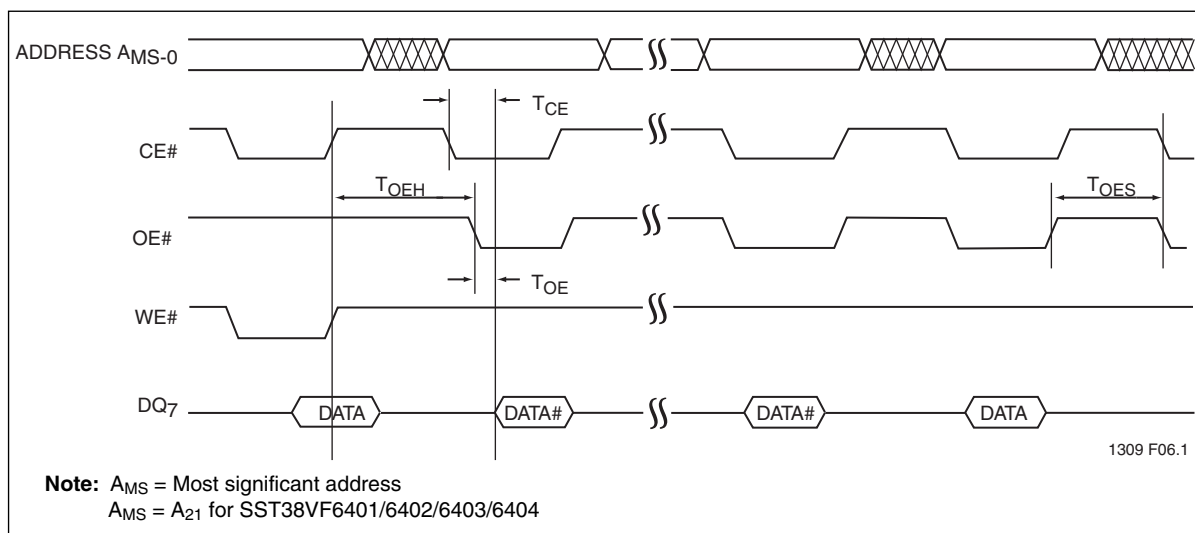 ADDRESS AMS-0
TCE
CE#
TOEH
TOES
OE#
TOE
WE#
DQ7
DATA
DATA#
DATA#
DATA
1309 F06.1
Note: AMS = Most significant address
AMS = A21 for SST38VF6401/6402/6403/6404